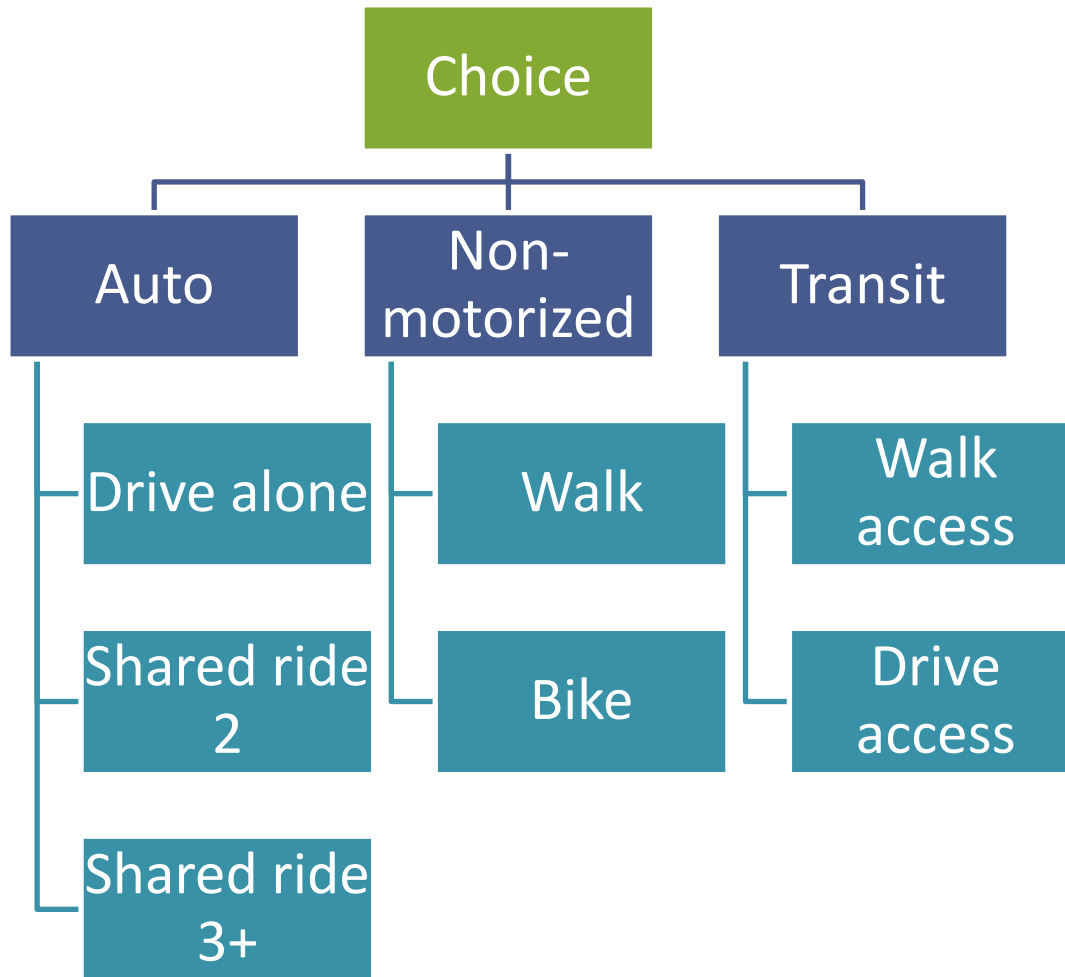 Choice
Auto
Non-
motorized
Transit
Drive alone
Walk
Walk
access
Shared ride
2
Bike
Drive
access
Shared ride
3+